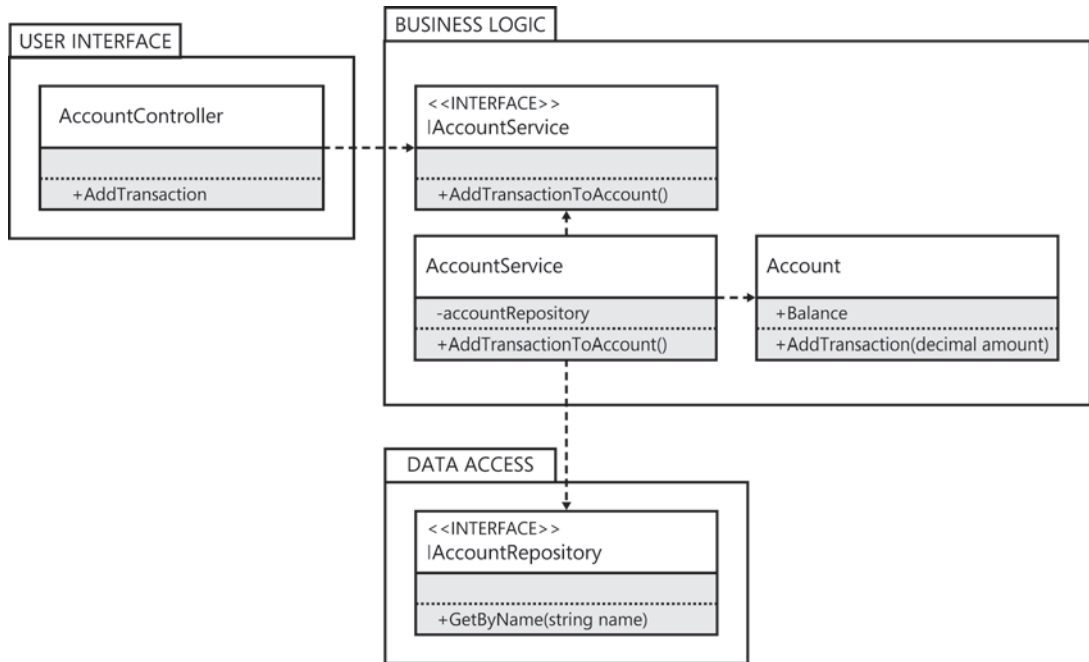 USER INTERFACE
AccountController
+AddTransaction
BUSINESS LOGIC
<<INTERFACE>>
IAccountService
+AddTransactionToAccount()
AccountService
-accountRepository
+AddTransactionToAccount()
Account
+Balance
+AddTransaction(decimal amount)
DATA ACCESS
<<INTERFACE>>
IAccountRepository
+GetByName(string name)